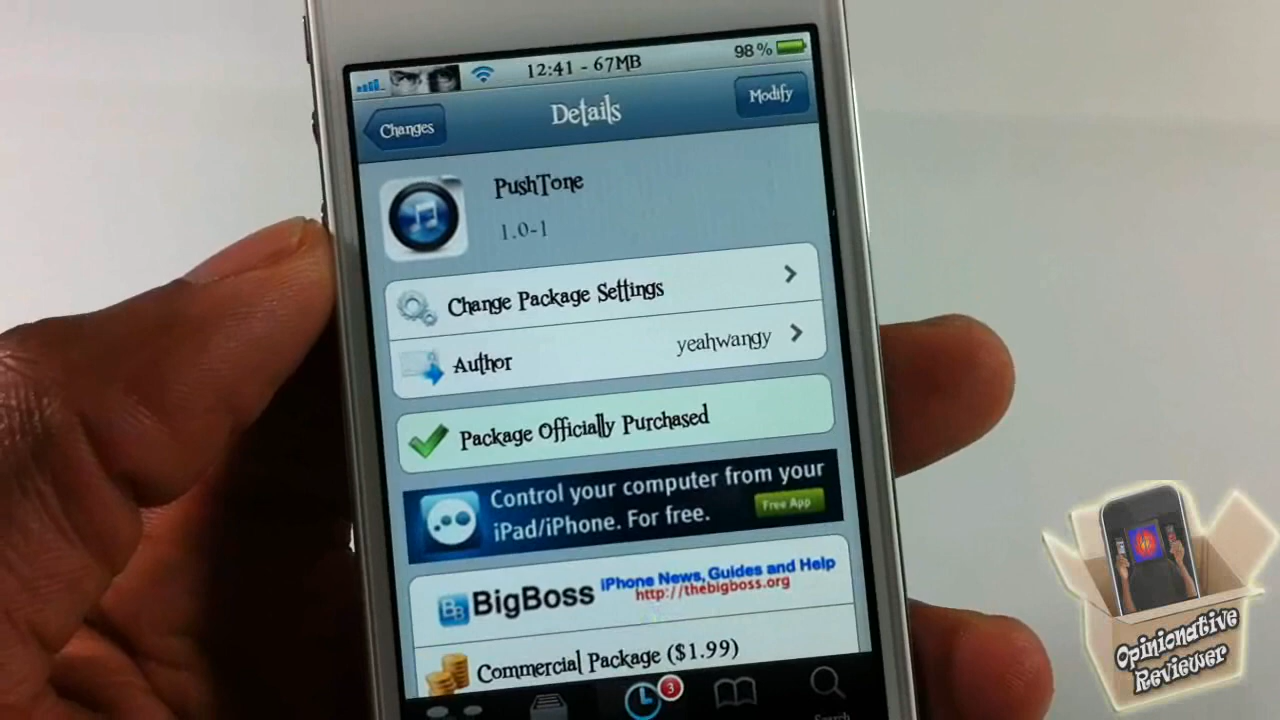 12:41 - 67MB
98%
Changes
Details
Modify
PushTone
1.0-1
Change Package Settings
Author
yeahwangy
Package Officially Purchased
Control your computer from your
iPad/iPhone. For free.
Free App
BB
BigBoss
iPhone News, Guides and Help
http://thebigboss.org
Commercial Package ($1.99)
3
Search
Opinionative
Reviewer